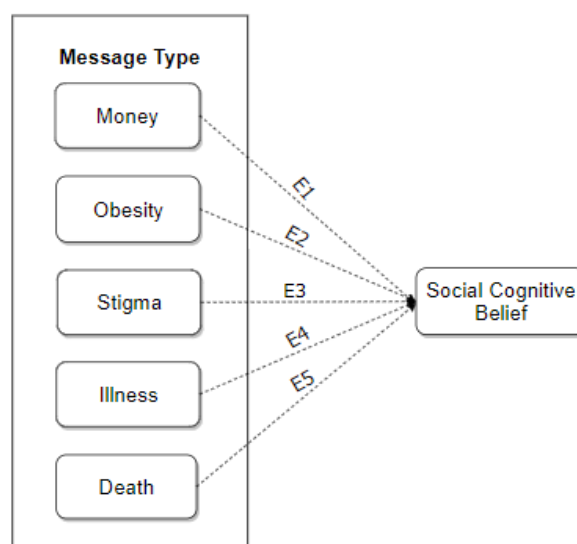 Message Type
Money
E1
Obesity
E2
Stigma
E3
Social Cognitive
Belief
Illness
E4
Death
E5